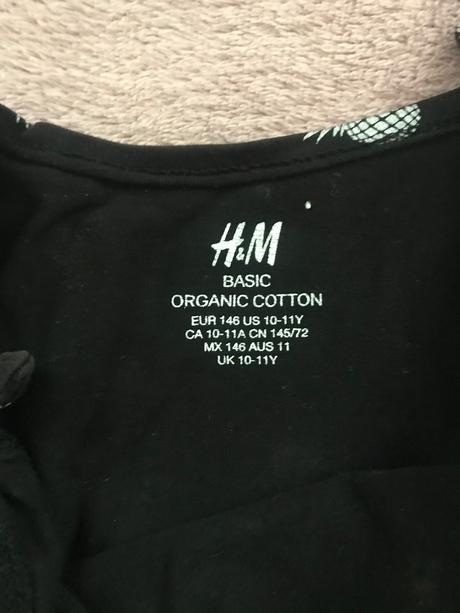 H&M
BASIC
ORGANIC COTTON
EUR 146 US 10-11Y
CA 10-11A CN 145/72
MX 146 AUS 11
UK 10-11Y